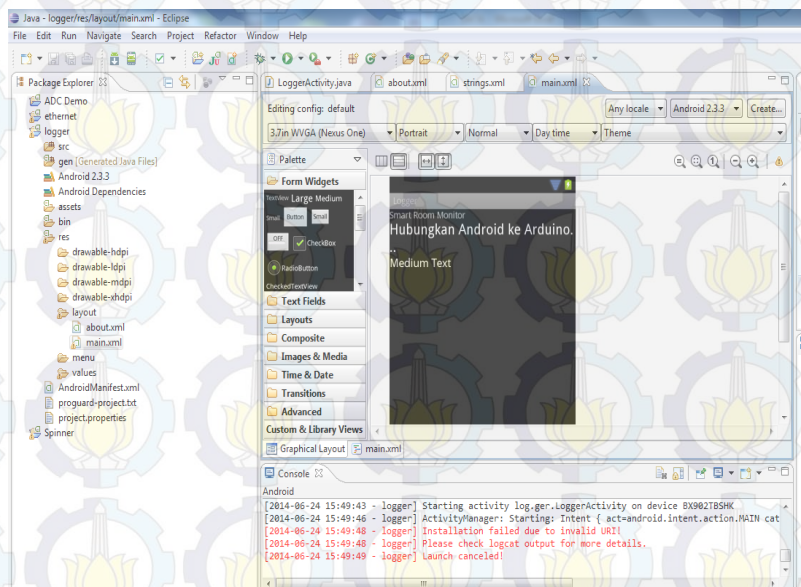 Java - logger/res/layout/main.xml - Eclipse
File Edit Run Navigate Search Project Refactor Window Help
Package Explorer
ADC Demo
ethernet
logger
src
gen [Generated Java Files]
Android 2.3.3
Android Dependencies
assets
bin
res
drawable-hdpi
drawable-ldpi
drawable-mdpi
drawable-xhdpi
layout
about.xml
main.xml
menu
values
AndroidManifest.xml
proguard-project.txt
project.properties
Spinner
LoggerActivity.java about.xml strings.xml main.xml
Editing config: default Any locale Android 2.3.3 Create...
3.7in WVGA (Nexus One) Portrait Normal Day time Theme
Palette
Form Widgets
TextView Large Medium
Small Button Small
OFF CheckBox
RadioButton
CheckedTextView
Text Fields
Layouts
Composite
Images & Media
Time & Date
Transitions
Advanced
Custom & Library Views
Logger
Smart Room Monitor
Hubungkan Android ke Arduino.
..
Medium Text
Graphical Layout main.xml
Console
Android
[2014-06-24 15:49:43 - logger] Starting activity log.ger.LoggerActivity on device BX902TBSHK
[2014-06-24 15:49:46 - logger] ActivityManager: Starting: Intent { act=android.intent.action.MAIN cat
[2014-06-24 15:49:48 - logger] Installation failed due to invalid URI!
[2014-06-24 15:49:48 - logger] Please check logcat output for more details.
[2014-06-24 15:49:49 - logger] Launch canceled!